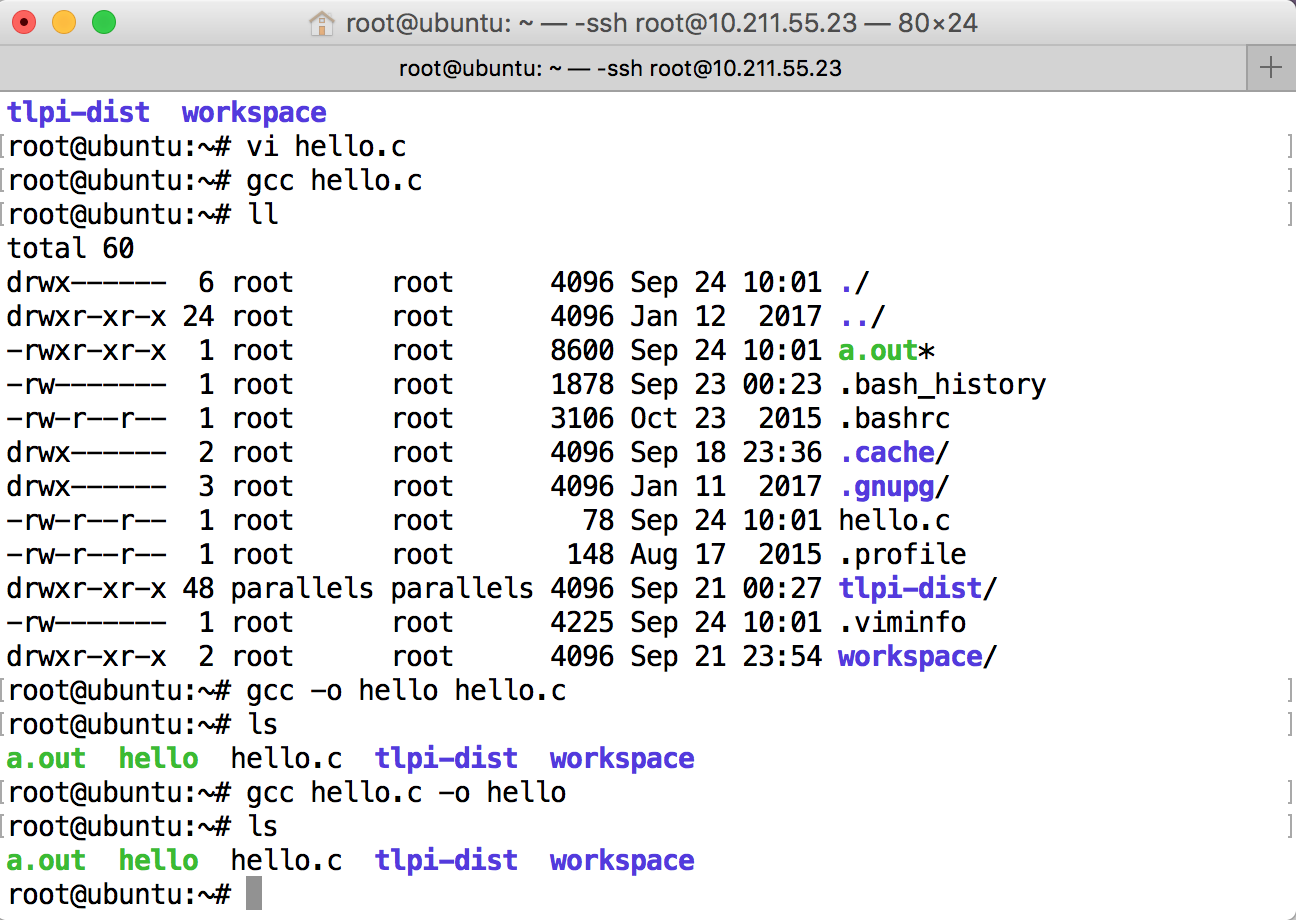 root@ubuntu: ~ — -ssh root@10.211.55.23 — 80×24
root@ubuntu: ~ — -ssh root@10.211.55.23
tlpi-dist  workspace
root@ubuntu:~# vi hello.c
root@ubuntu:~# gcc hello.c
root@ubuntu:~# ll
total 60
drwx------  6 root      root      4096 Sep 24 10:01 ./
drwxr-xr-x 24 root      root      4096 Jan 12  2017 ../
-rwxr-xr-x  1 root      root      8600 Sep 24 10:01 a.out*
-rw-------  1 root      root      1878 Sep 23 00:23 .bash_history
-rw-r--r--  1 root      root      3106 Oct 23  2015 .bashrc
drwx------  2 root      root      4096 Sep 18 23:36 .cache/
drwx------  3 root      root      4096 Jan 11  2017 .gnupg/
-rw-r--r--  1 root      root        78 Sep 24 10:01 hello.c
-rw-r--r--  1 root      root       148 Aug 17  2015 .profile
drwxr-xr-x 48 parallels parallels 4096 Sep 21 00:27 tlpi-dist/
-rw-------  1 root      root      4225 Sep 24 10:01 .viminfo
drwxr-xr-x  2 root      root      4096 Sep 21 23:54 workspace/
root@ubuntu:~# gcc -o hello hello.c
root@ubuntu:~# ls
a.out  hello  hello.c  tlpi-dist  workspace
root@ubuntu:~# gcc hello.c -o hello
root@ubuntu:~# ls
a.out  hello  hello.c  tlpi-dist  workspace
root@ubuntu:~#